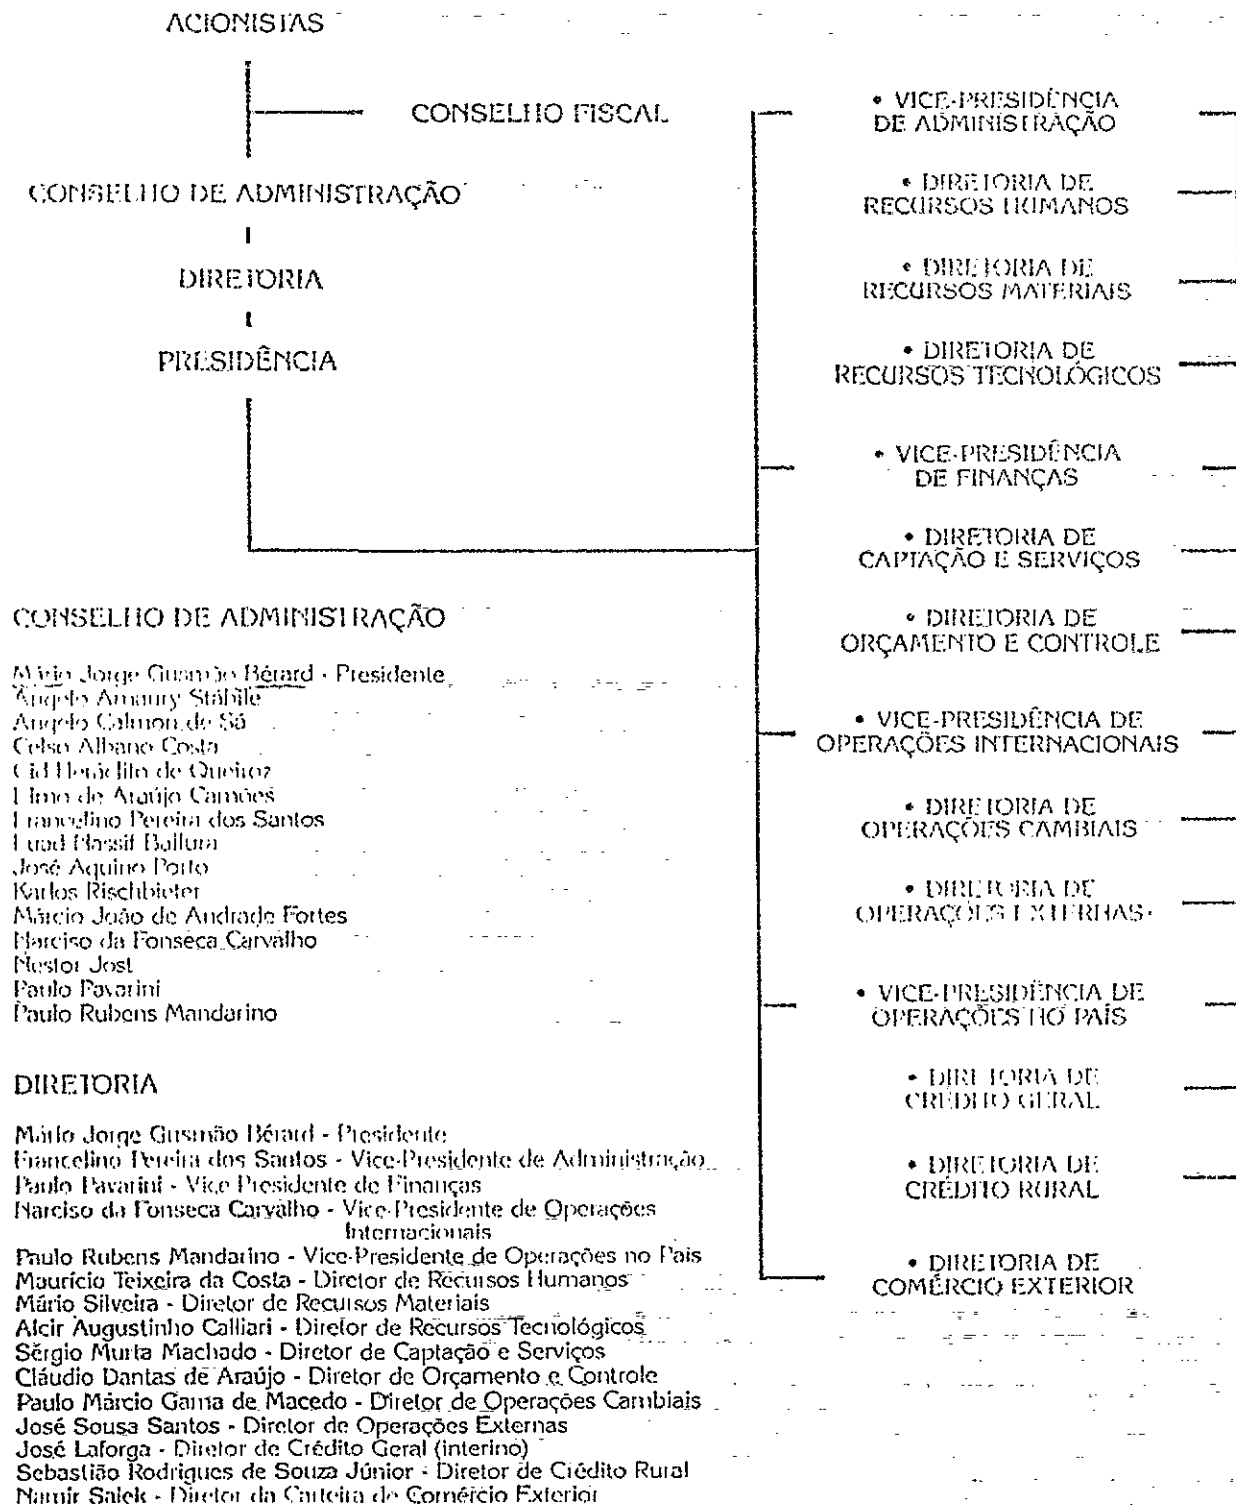 ACIONISTAS
CONSELHO FISCAL
CONSELHO DE ADMINISTRAÇÃO
DIRETORIA
PRESIDÊNCIA
• VICE-PRESIDÊNCIA
DE ADMINISTRAÇÃO
• DIRETORIA DE
RECURSOS HUMANOS
• DIRETORIA DE
RECURSOS MATERIAIS
• DIRETORIA DE
RECURSOS TECNOLÓGICOS
• VICE-PRESIDÊNCIA
DE FINANÇAS
• DIRETORIA DE
CAPTAÇÃO E SERVIÇOS
• DIRETORIA DE
ORÇAMENTO E CONTROLE
• VICE-PRESIDÊNCIA DE
OPERAÇÕES INTERNACIONAIS
• DIRETORIA DE
OPERAÇÕES CAMBIAIS
• DIRETORIA DE
OPERAÇÕES EXTERNAS
• VICE-PRESIDÊNCIA DE
OPERAÇÕES NO PAÍS
• DIRETORIA DE
CRÉDITO GERAL
• DIRETORIA DE
CRÉDITO RURAL
• DIRETORIA DE
COMÉRCIO EXTERIOR
CONSELHO DE ADMINISTRAÇÃO
Mário Jorge Gusmão Bérard - Presidente
Ângelo Amaury Stábile
Ângelo Calmon de Sá
Celso Albano Costa
Cid Heráclito de Queiroz
Elmo de Araújo Camões
Francelino Pereira dos Santos
Fuad Nassif Ballura
José Aquino Porto
Karlos Rischbieter
Márcio João de Andrade Fortes
Narciso da Fonseca Carvalho
Nestor Jost
Paulo Pavarini
Paulo Rubens Mandarino
DIRETORIA
Mário Jorge Gusmão Bérard - Presidente
Francelino Pereira dos Santos - Vice-Presidente de Administração
Paulo Pavarini - Vice-Presidente de Finanças
Narciso da Fonseca Carvalho - Vice-Presidente de Operações
Internacionais
Paulo Rubens Mandarino - Vice-Presidente de Operações no País
Maurício Teixeira da Costa - Diretor de Recursos Humanos
Mário Silveira - Diretor de Recursos Materiais
Alcir Augustinho Calliari - Diretor de Recursos Tecnológicos
Sérgio Murta Machado - Diretor de Captação e Serviços
Cláudio Dantas de Araújo - Diretor de Orçamento e Controle
Paulo Márcio Gama de Macedo - Diretor de Operações Cambiais
José Sousa Santos - Diretor de Operações Externas
José Laforga - Diretor de Crédito Geral (interino)
Sebastião Rodrigues de Souza Júnior - Diretor de Crédito Rural
Namir Salek - Diretor da Carteira de Comércio Exterior